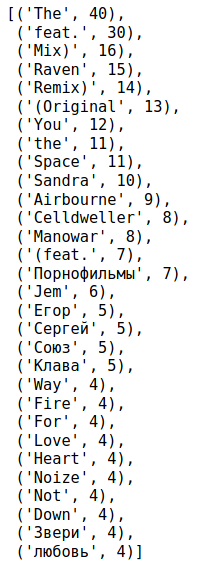 [('The', 40),
('feat.', 30),
('Mix)', 16),
('Raven', 15),
('Remix)', 14),
('(Original', 13),
('You', 12),
('the', 11),
('Space', 11),
('Sandra', 10),
('Airbourne', 9),
('Celldweller', 8),
('Manowar', 8),
('(feat.', 7),
('Порнофильмы', 7),
('Jem', 6),
('Егор', 5),
('Сергей', 5),
('Союз', 5),
('Клава', 5),
('Way', 4),
('Fire', 4),
('For', 4),
('Love', 4),
('Heart', 4),
('Noize', 4),
('Not', 4),
('Down', 4),
('Звери', 4),
('любовь', 4)]